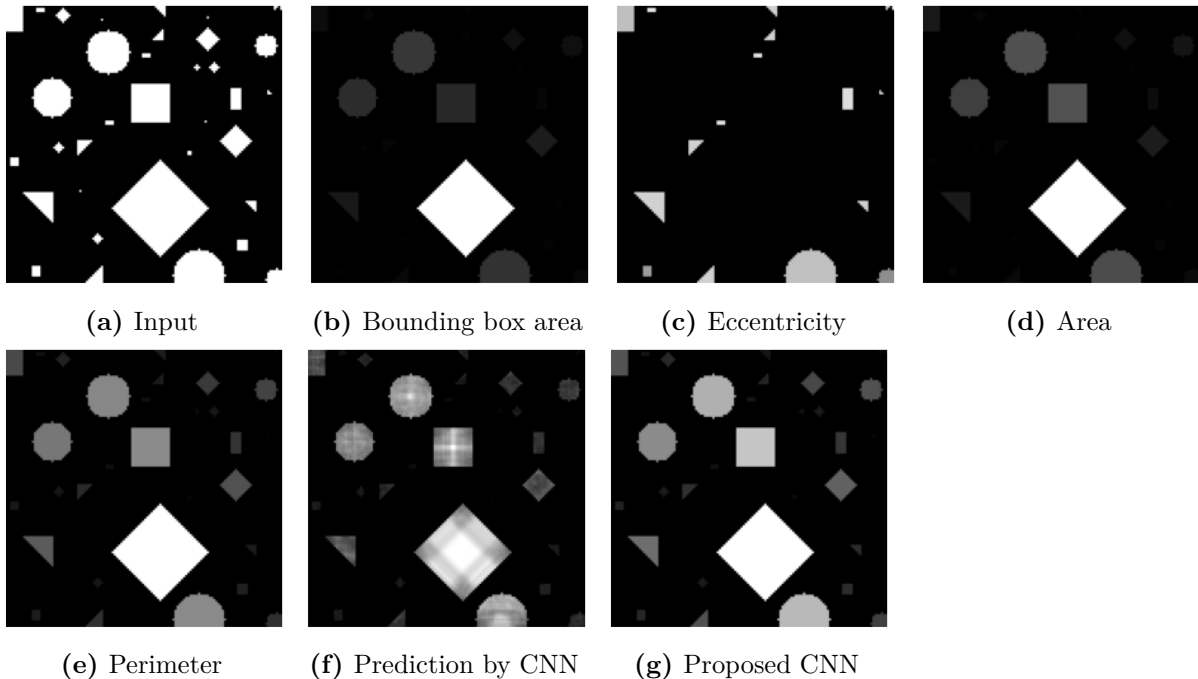 (a) Input
(b) Bounding box area
(c) Eccentricity
(d) Area
(e) Perimeter
(f) Prediction by CNN
(g) Proposed CNN